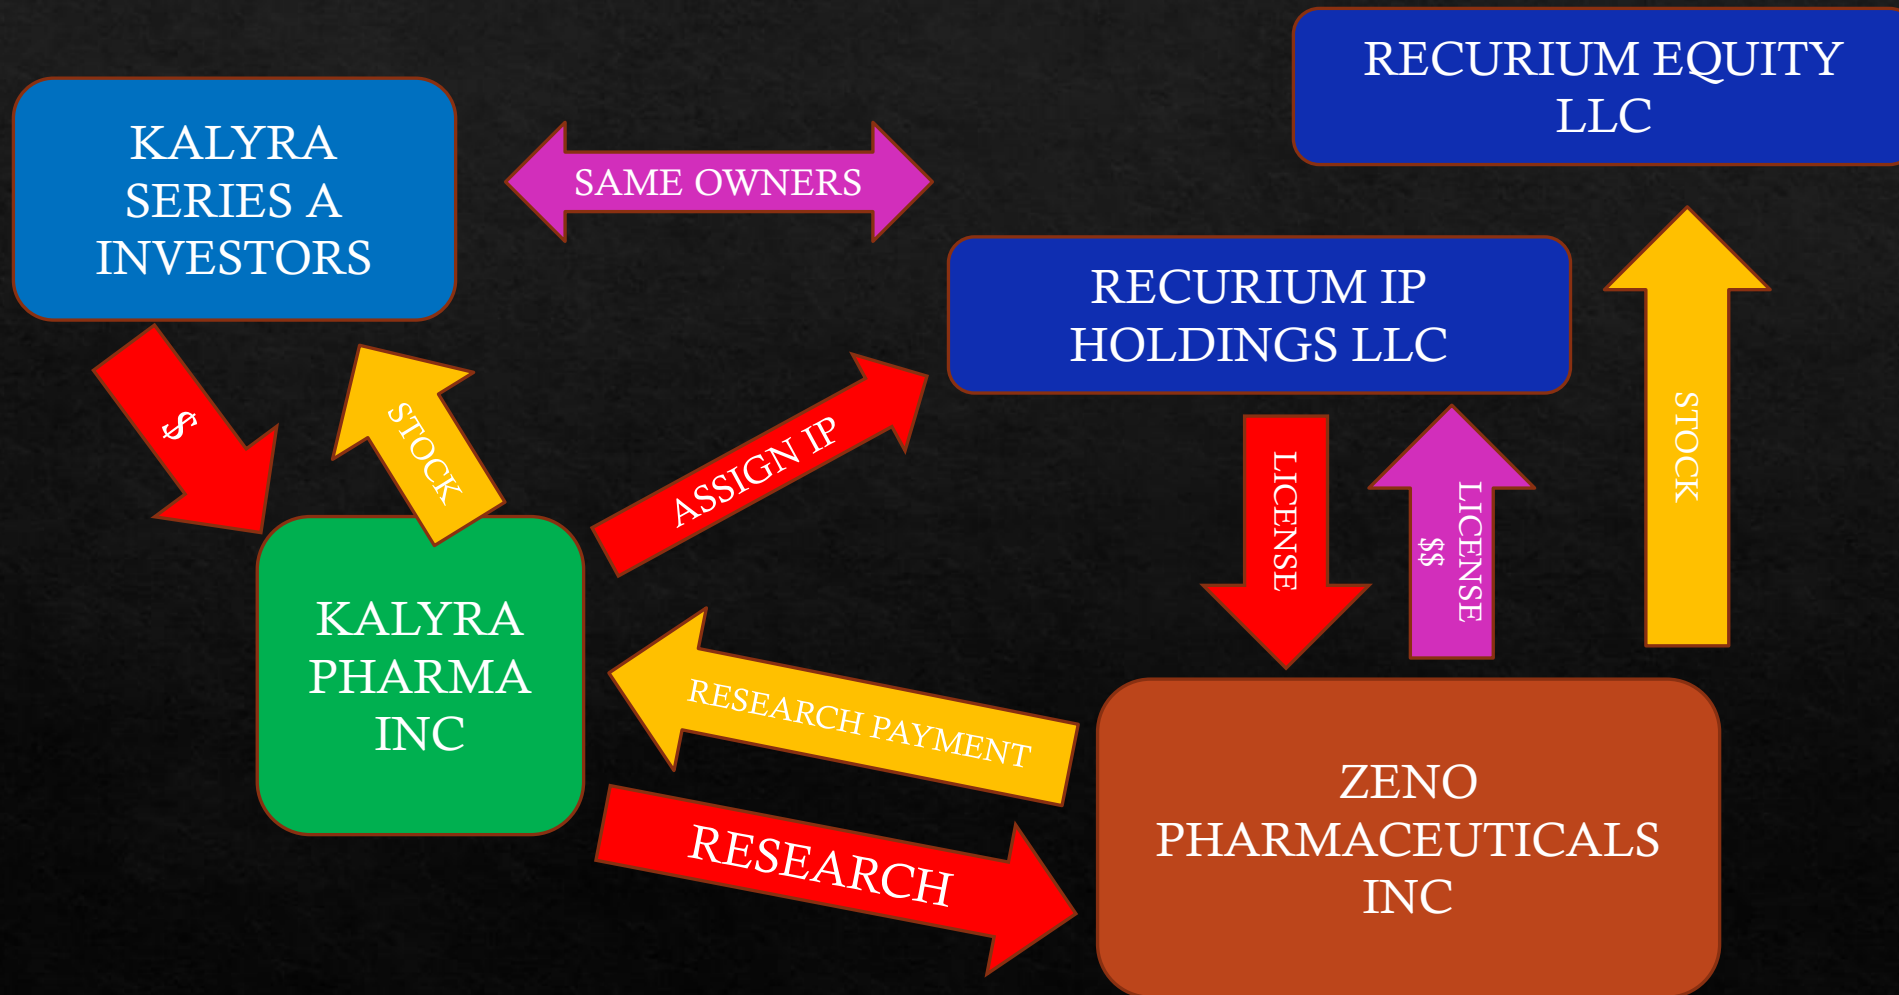 RECURIUM EQUITY
LLC
KALYRA
SERIES A
INVESTORS
SAME OWNERS
RECURIUM IP
HOLDINGS LLC
$
STOCK
ASSIGN IP
LICENSE
LICENSE
$$
STOCK
KALYRA
PHARMA
INC
RESEARCH PAYMENT
RESEARCH
ZENO
PHARMACEUTICALS
INC